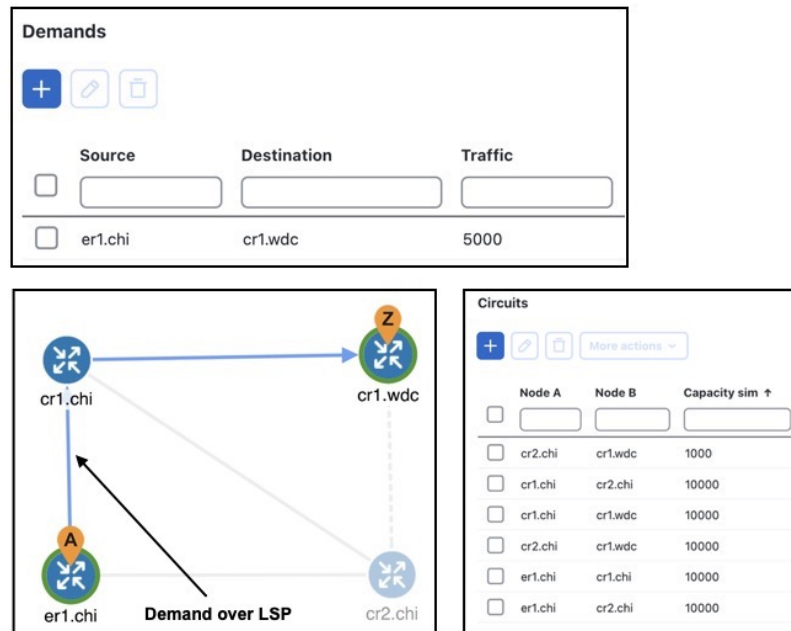 Demands
Source Destination Traffic
er1.chi cr1.wdc 5000
Z
cr1.chi cr1.wdc
A
er1.chi Demand over LSP cr2.chi
Circuits
More actions
Node A Node B Capacity sim ↑
cr2.chi cr1.wdc 1000
cr1.chi cr2.chi 10000
cr1.chi cr1.wdc 10000
cr2.chi cr1.wdc 10000
er1.chi cr1.chi 10000
er1.chi cr2.chi 10000